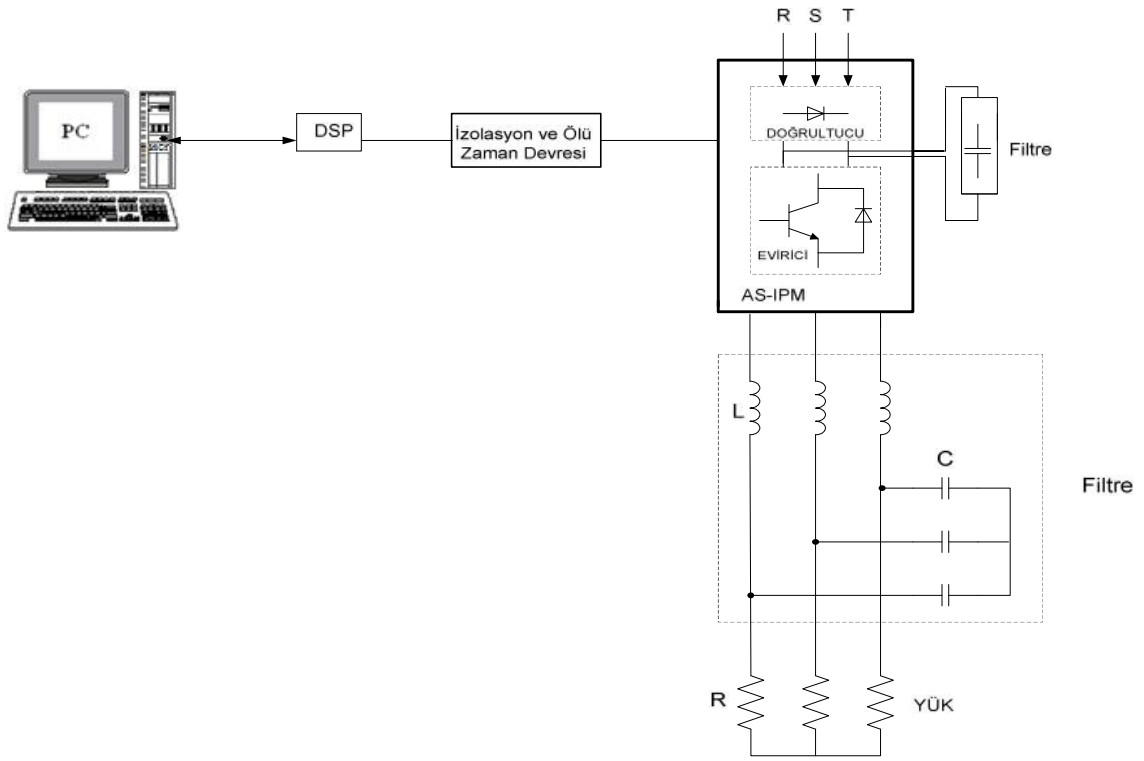 R S T
PC
DSP
İzolasyon ve Ölü
Zaman Devresi
DOĞRULTUCU
Filtre
EVİRİCİ
AS-IPM
L
C
Filtre
R
YÜK